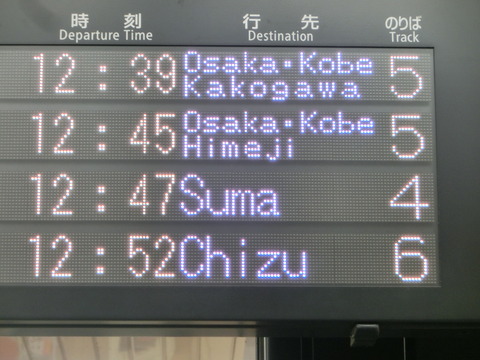 時刻 行先 のりば
Departure Time Destination Track
12:39 Osaka･Kobe 5
Kakogawa
12:45 Osaka･Kobe 5
Himeji
12:47 Suma 4
12:52 Chizu 6